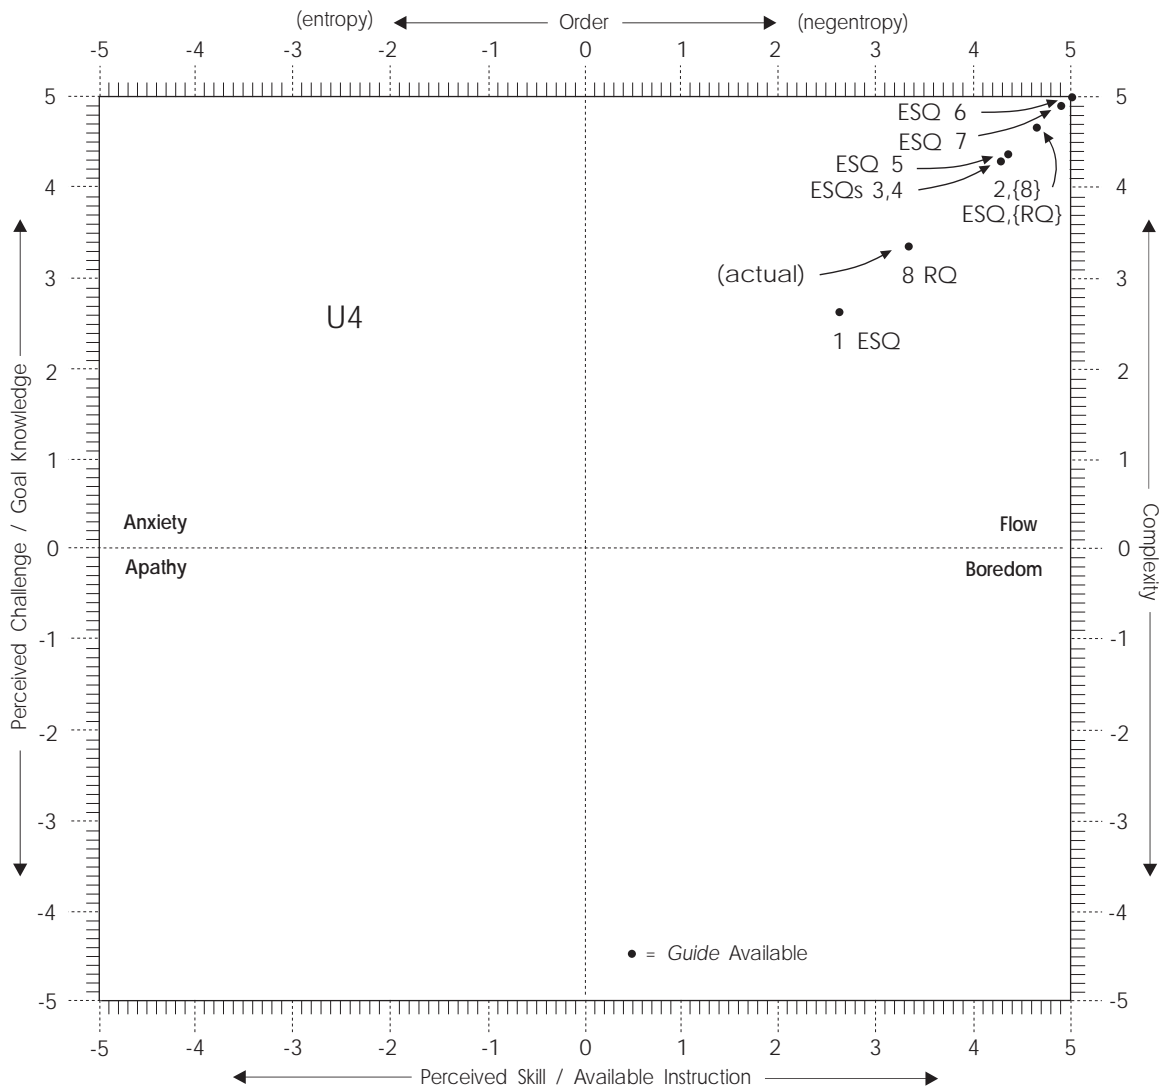 (entropy) Order (negentropy)
-5 -4 -3 -2 -1 0 1 2 3 4 5
5 5
ESQ 6
ESQ 7
ESQ 5
4 ESQs 3,4 2,{8} 4
ESQ,{RQ}
3 (actual) 8 RQ 3
U4
1 ESQ
2 2
1 1
Anxiety Flow
0 0
Apathy Boredom
-1 -1
-2 -2
-3 -3
-4 -4
= Guide Available
-5 -5
-5 -4 -3 -2 -1 0 1 2 3 4 5
Perceived Skill / Available Instruction
Perceived Challenge / Goal Knowledge
Complexity